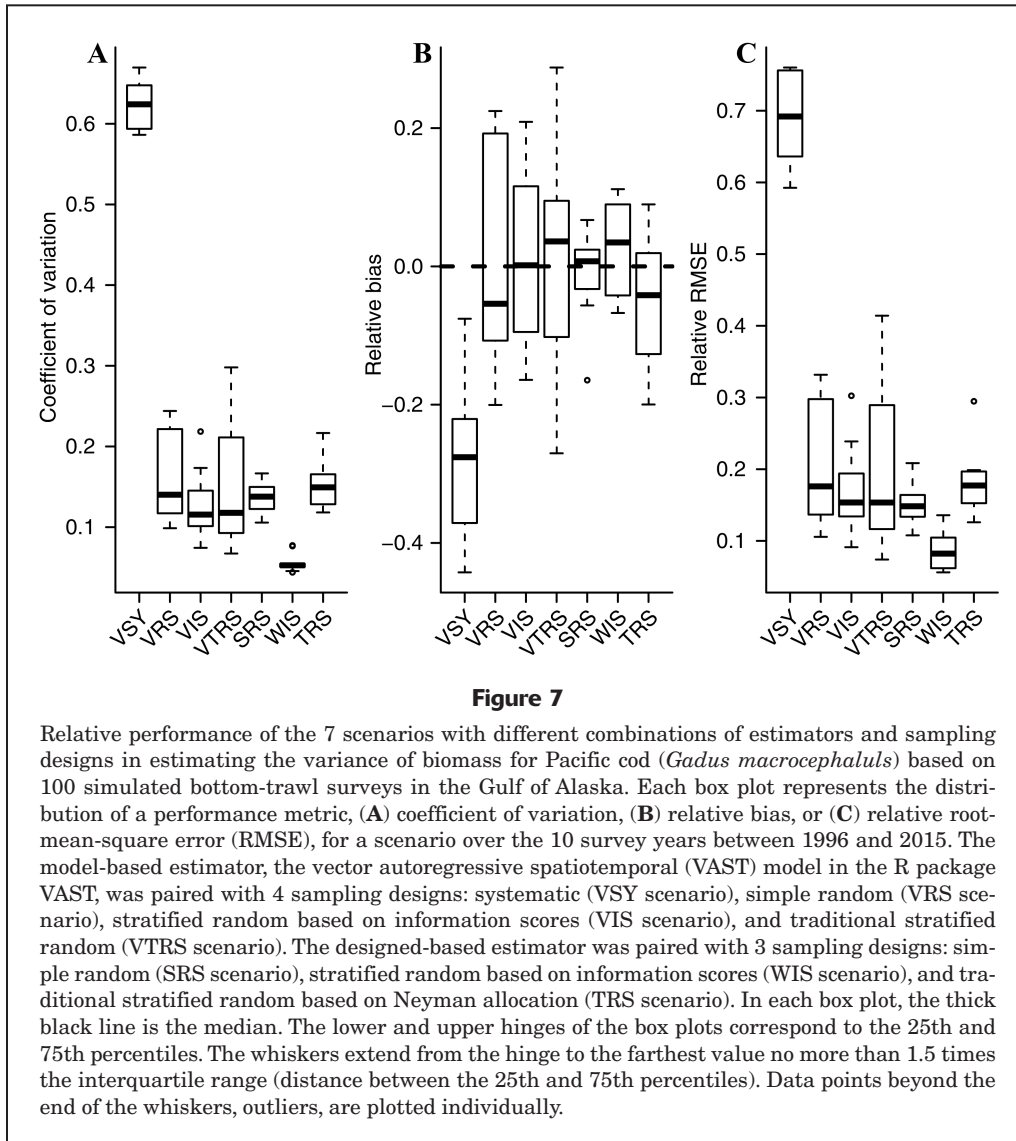 A
B
C
Coefficient of variation
0.6
0.5
0.4
0.3
0.2
0.1
VSY
VRS
VIS
VTRS
SRS
WIS
TRS
Relative bias
0.2
0.0
−0.2
−0.4
VSY
VRS
VIS
VTRS
SRS
WIS
TRS
Relative RMSE
0.7
0.6
0.5
0.4
0.3
0.2
0.1
VSY
VRS
VIS
VTRS
SRS
WIS
TRS
Figure 7
Relative performance of the 7 scenarios with different combinations of estimators and sampling
designs in estimating the variance of biomass for Pacific cod (Gadus macrocephaluls) based on
100 simulated bottom-trawl surveys in the Gulf of Alaska. Each box plot represents the distri-
bution of a performance metric, (A) coefficient of variation, (B) relative bias, or (C) relative root-
mean-square error (RMSE), for a scenario over the 10 survey years between 1996 and 2015. The
model-based estimator, the vector autoregressive spatiotemporal (VAST) model in the R package
VAST, was paired with 4 sampling designs: systematic (VSY scenario), simple random (VRS sce-
nario), stratified random based on information scores (VIS scenario), and traditional stratified
random (VTRS scenario). The designed-based estimator was paired with 3 sampling designs: sim-
ple random (SRS scenario), stratified random based on information scores (WIS scenario), and tra-
ditional stratified random based on Neyman allocation (TRS scenario). In each box plot, the thick
black line is the median. The lower and upper hinges of the box plots correspond to the 25th and
75th percentiles. The whiskers extend from the hinge to the farthest value no more than 1.5 times
the interquartile range (distance between the 25th and 75th percentiles). Data points beyond the
end of the whiskers, outliers, are plotted individually.